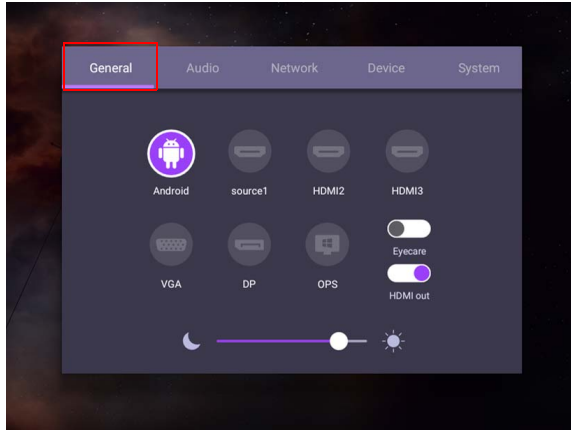 General Audio Network Device System
Android source1 HDMI2 HDMI3
Eyecare
VGA DP OPS
HDMI out